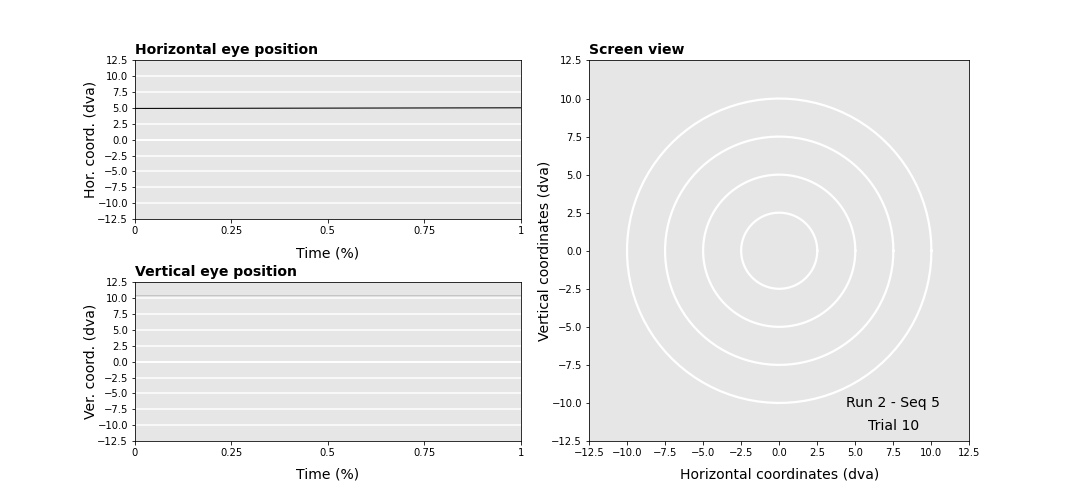 Horizontal eye position
12.5
10.0
7.5
5.0
2.5
0.0
−2.5
−5.0
−7.5
−10.0
−12.5
Hor. coord. (dva)
0 0.25 0.5 0.75 1
Time (%)
Vertical eye position
12.5
10.0
7.5
5.0
2.5
0.0
−2.5
−5.0
−7.5
−10.0
−12.5
Ver. coord. (dva)
0 0.25 0.5 0.75 1
Time (%)
Screen view
12.5
10.0
7.5
5.0
2.5
0.0
−2.5
−5.0
−7.5
−10.0
−12.5
Vertical coordinates (dva)
Run 2 - Seq 5
Trial 10
−12.5 −10.0 −7.5 −5.0 −2.5 0.0 2.5 5.0 7.5 10.0 12.5
Horizontal coordinates (dva)